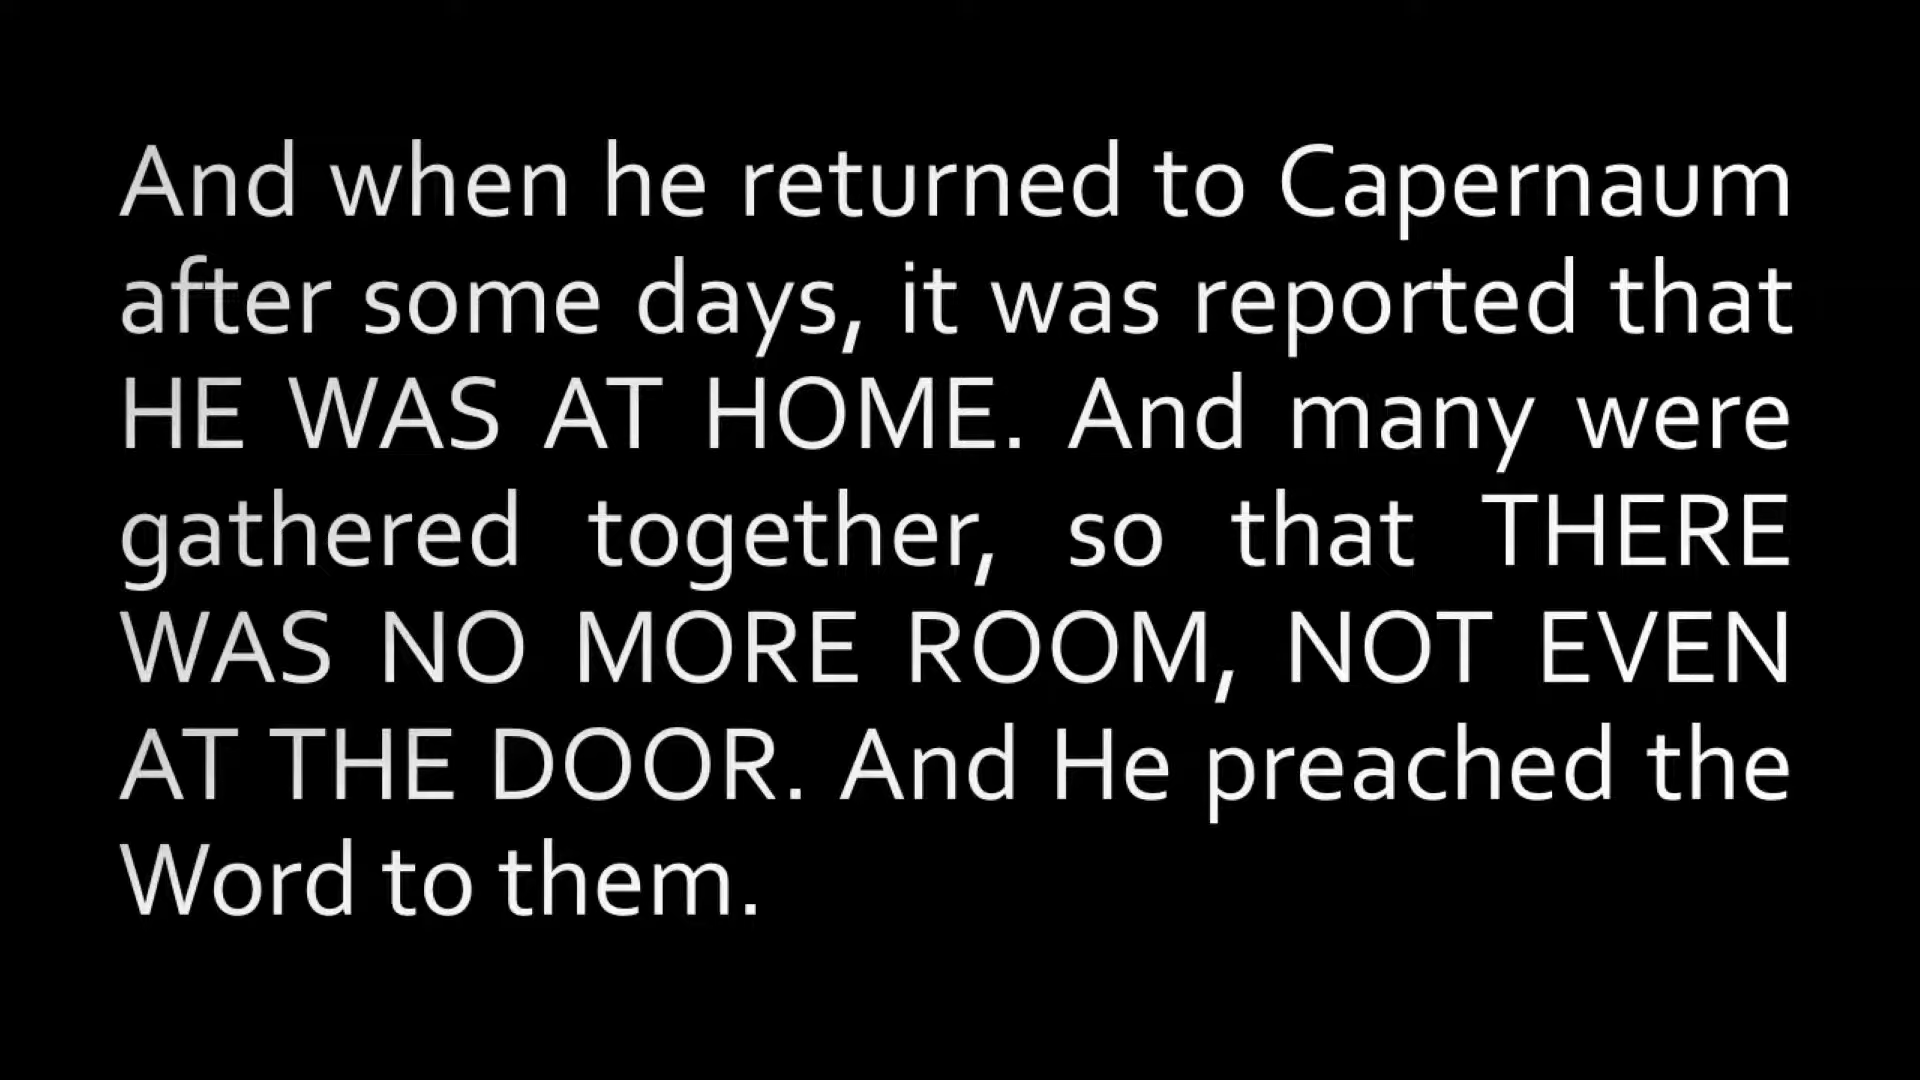 And when he returned to Capernaum
after some days, it was reported that
HE WAS AT HOME. And many were
gathered together, so that THERE
WAS NO MORE ROOM, NOT EVEN
AT THE DOOR. And He preached the
Word to them.